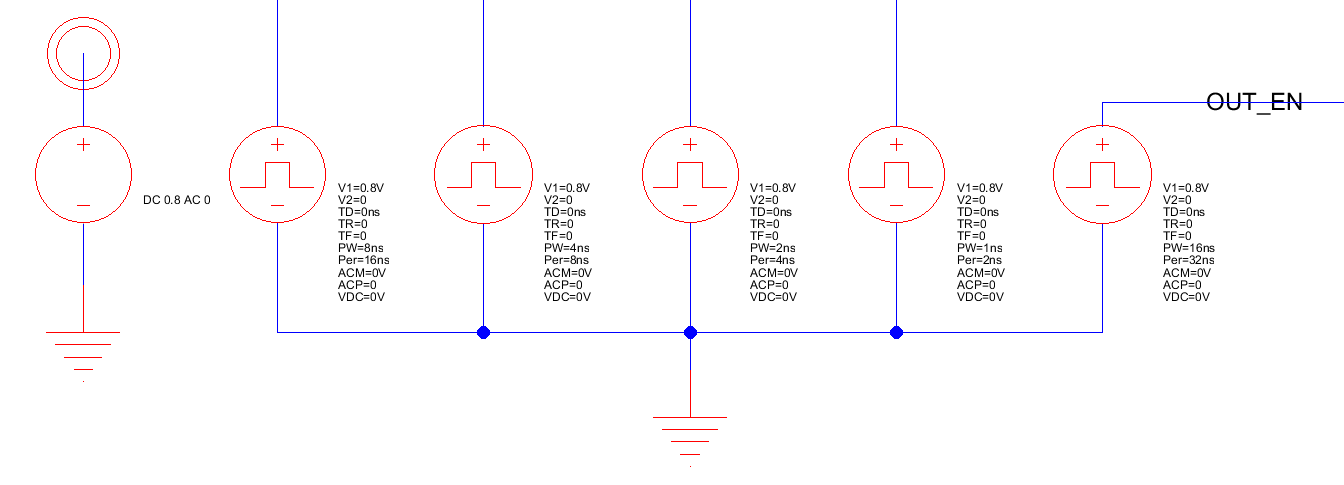 OUT_EN
DC 0.8 AC 0
V1=0.8V
V2=0
TD=0ns
TR=0
TF=0
PW=8ns
Per=16ns
ACM=0V
ACP=0
VDC=0V
V1=0.8V
V2=0
TD=0ns
TR=0
TF=0
PW=4ns
Per=8ns
ACM=0V
ACP=0
VDC=0V
V1=0.8V
V2=0
TD=0ns
TR=0
TF=0
PW=2ns
Per=4ns
ACM=0V
ACP=0
VDC=0V
V1=0.8V
V2=0
TD=0ns
TR=0
TF=0
PW=1ns
Per=2ns
ACM=0V
ACP=0
VDC=0V
V1=0.8V
V2=0
TD=0ns
TR=0
TF=0
PW=16ns
Per=32ns
ACM=0V
ACP=0
VDC=0V